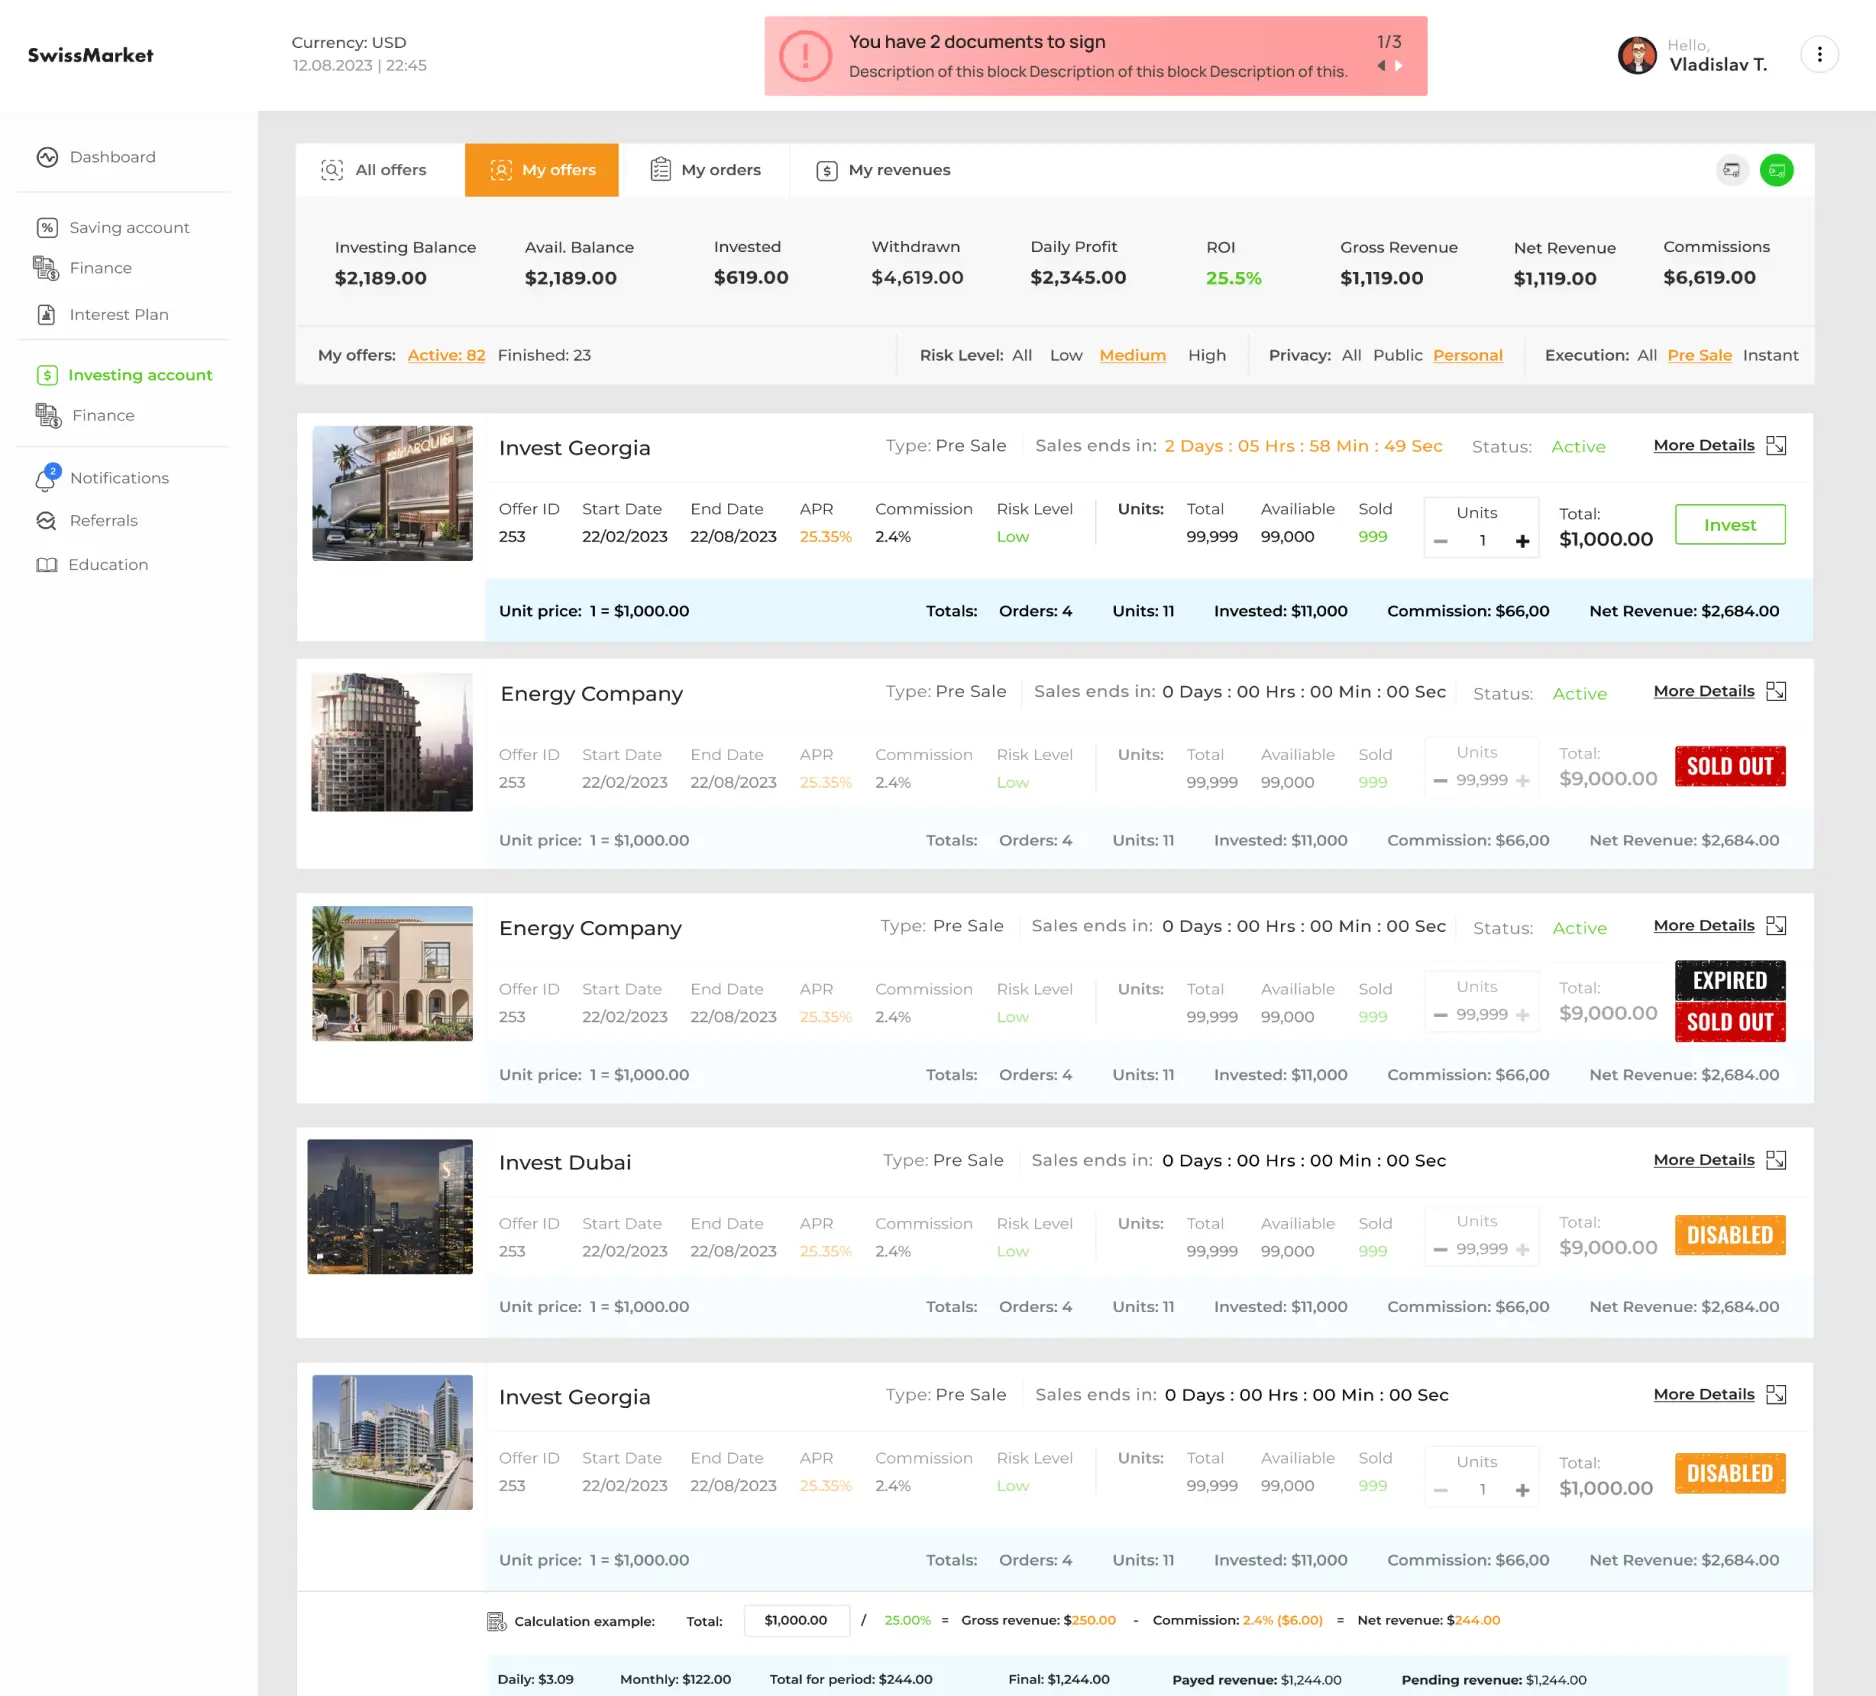 SwissMarket
Currency: USD
12.08.2023 | 22:45
You have 2 documents to sign
Description of this block Description of this block Description of this.
1/3
Hello,
Vladislav T.
Dashboard
Saving account
Finance
Interest Plan
Investing account
Finance
2
Notifications
Referrals
Education
All offers My offers My orders My revenues
Investing Balance Avail. Balance Invested Withdrawn Daily Profit ROI Gross Revenue Net Revenue Commissions
$2,189.00 $2,189.00 $619.00 $4,619.00 $2,345.00 25.5% $1,119.00 $1,119.00 $6,619.00
My offers: Active: 82 Finished: 23 Risk Level: All Low Medium High Privacy: All Public Personal Execution: All Pre Sale Instant
MARQUIS
Invest Georgia Type: Pre Sale Sales ends in: 2 Days : 05 Hrs : 58 Min : 49 Sec Status: Active More Details
Offer ID Start Date End Date APR Commission Risk Level Units: Total Availiable Sold Units Total:
253 22/02/2023 22/08/2023 25.35% 2.4% Low 99,999 99,000 999 1 $1,000.00 Invest
Unit price: 1 = $1,000.00 Totals: Orders: 4 Units: 11 Invested: $11,000 Commission: $66,00 Net Revenue: $2,684.00
Energy Company Type: Pre Sale Sales ends in: 0 Days : 00 Hrs : 00 Min : 00 Sec Status: Active More Details
Offer ID Start Date End Date APR Commission Risk Level Units: Total Availiable Sold Units Total:
253 22/02/2023 22/08/2023 25.35% 2.4% Low 99,999 99,000 999 99,999 $9,000.00 SOLD OUT
Unit price: 1 = $1,000.00 Totals: Orders: 4 Units: 11 Invested: $11,000 Commission: $66,00 Net Revenue: $2,684.00
Energy Company Type: Pre Sale Sales ends in: 0 Days : 00 Hrs : 00 Min : 00 Sec Status: Active More Details
Offer ID Start Date End Date APR Commission Risk Level Units: Total Availiable Sold Units Total: EXPIRED
253 22/02/2023 22/08/2023 25.35% 2.4% Low 99,999 99,000 999 99,999 $9,000.00 SOLD OUT
Unit price: 1 = $1,000.00 Totals: Orders: 4 Units: 11 Invested: $11,000 Commission: $66,00 Net Revenue: $2,684.00
Invest Dubai Type: Pre Sale Sales ends in: 0 Days : 00 Hrs : 00 Min : 00 Sec More Details
Offer ID Start Date End Date APR Commission Risk Level Units: Total Availiable Sold Units Total:
253 22/02/2023 22/08/2023 25.35% 2.4% Low 99,999 99,000 999 99,999 $9,000.00 DISABLED
Unit price: 1 = $1,000.00 Totals: Orders: 4 Units: 11 Invested: $11,000 Commission: $66,00 Net Revenue: $2,684.00
Invest Georgia Type: Pre Sale Sales ends in: 0 Days : 00 Hrs : 00 Min : 00 Sec More Details
Offer ID Start Date End Date APR Commission Risk Level Units: Total Availiable Sold Units Total:
253 22/02/2023 22/08/2023 25.35% 2.4% Low 99,999 99,000 999 1 $1,000.00 DISABLED
Unit price: 1 = $1,000.00 Totals: Orders: 4 Units: 11 Invested: $11,000 Commission: $66,00 Net Revenue: $2,684.00
Calculation example: Total: $1,000.00 / 25.00% = Gross revenue: $250.00 - Commission: 2.4% ($6.00) = Net revenue: $244.00
Daily: $3.09 Monthly: $122.00 Total for period: $244.00 Final: $1,244.00 Payed revenue: $1,244.00 Pending revenue: $1,244.00